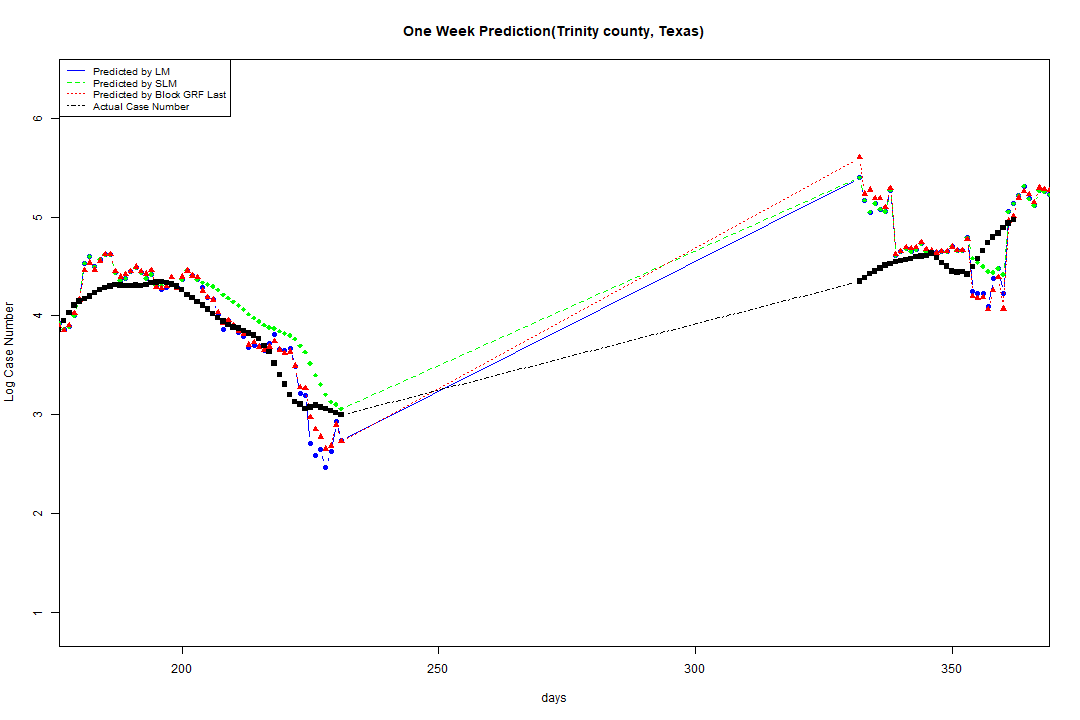 One Week Prediction(Trinity county, Texas)
Predicted by LM
Predicted by SLM
Predicted by Block GRF Last
Actual Case Number
6
5
4
3
2
1
Log Case Number
200
250
300
350
days